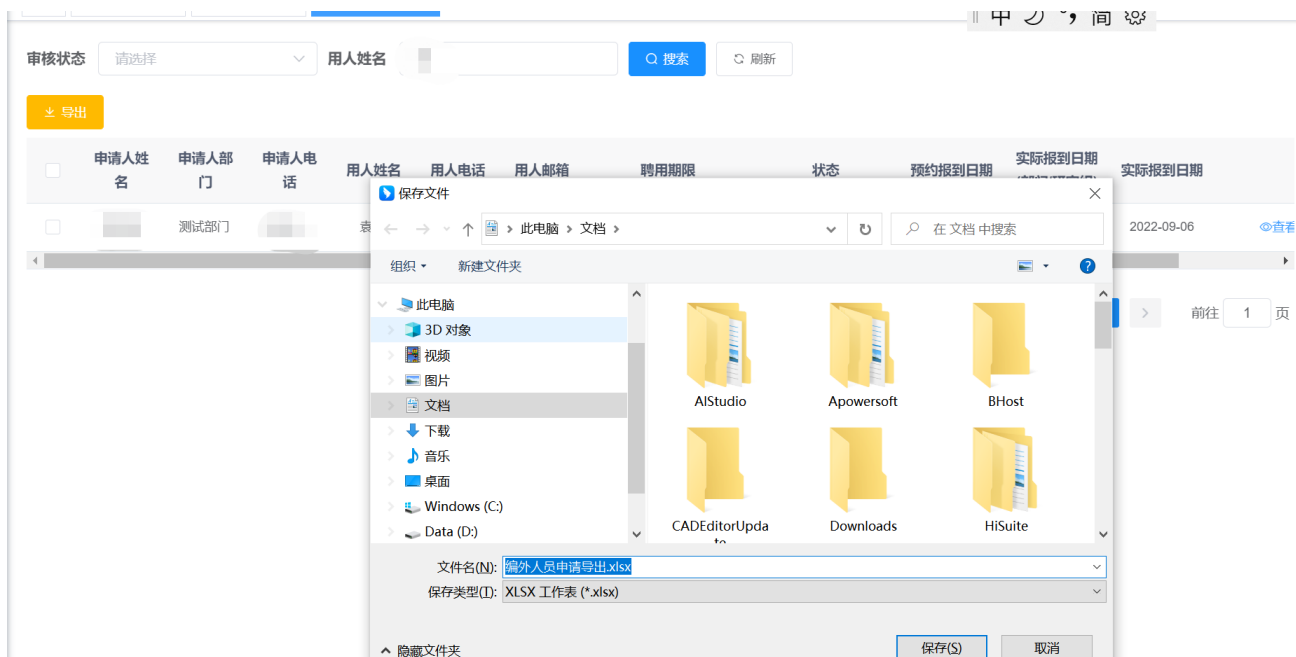 中 简
审核状态 请选择 用人姓名 搜索 刷新
导出
申请人姓名 申请人部门 申请人电话 用人姓名 用人电话 用人邮箱 聘用期限 状态 预约报到日期 实际报到日期 实际报到日期
保存文件
测试部门 袁 2022-09-06 查看
此电脑 > 文档 > 在 文档 中搜索
组织 新建文件夹
此电脑
3D 对象
视频
图片
文档
下载
音乐
桌面
Windows (C:)
Data (D:)
AIStudio Apowersoft BHost
CADEditorUpda Downloads HiSuite
前往 1 页
文件名(N): 编外人员申请导出.xlsx
保存类型(T): XLSX 工作表 (*.xlsx)
隐藏文件夹 保存(S) 取消